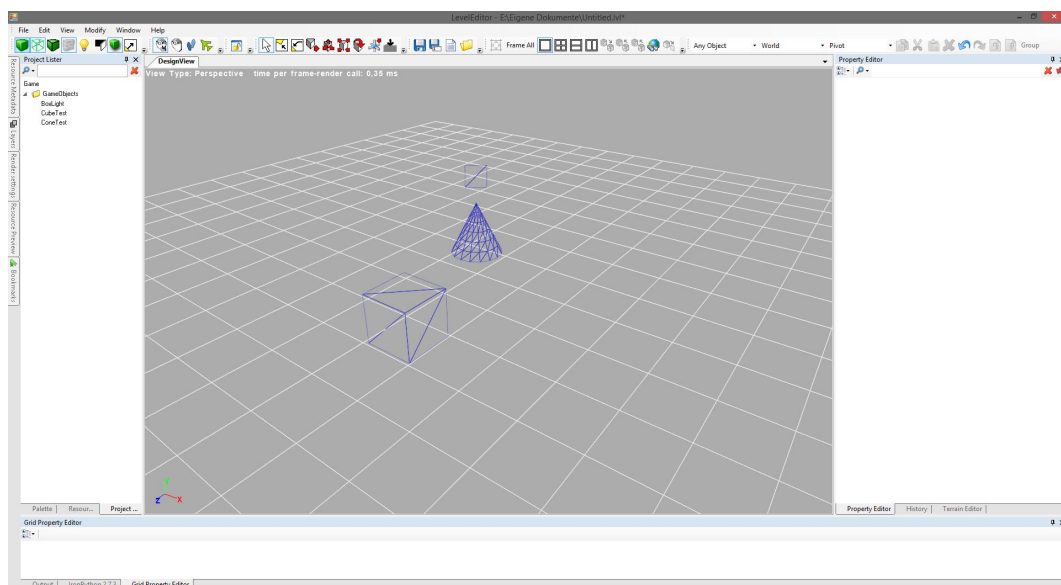 LevelEditor - E:\Eigene Dokumente\Untitled.lvl*
File Edit View Modify Window Help
Frame All
Any Object
World
Pivot
Group
Project Lister
DesignView
Property Editor
View Type: Perspective time per frame-render call: 0,36 ms
Game
GameObjects
BoxLight
CubeTest
ConeTest
Resource Metadata
Layers
Render settings
Resource Preview
Bookmarks
Y
Z
X
Palette
Resour...
Project ...
Property Editor
History
Terrain Editor
Grid Property Editor
Output
IronPython 2.7.3
Grid Property Editor